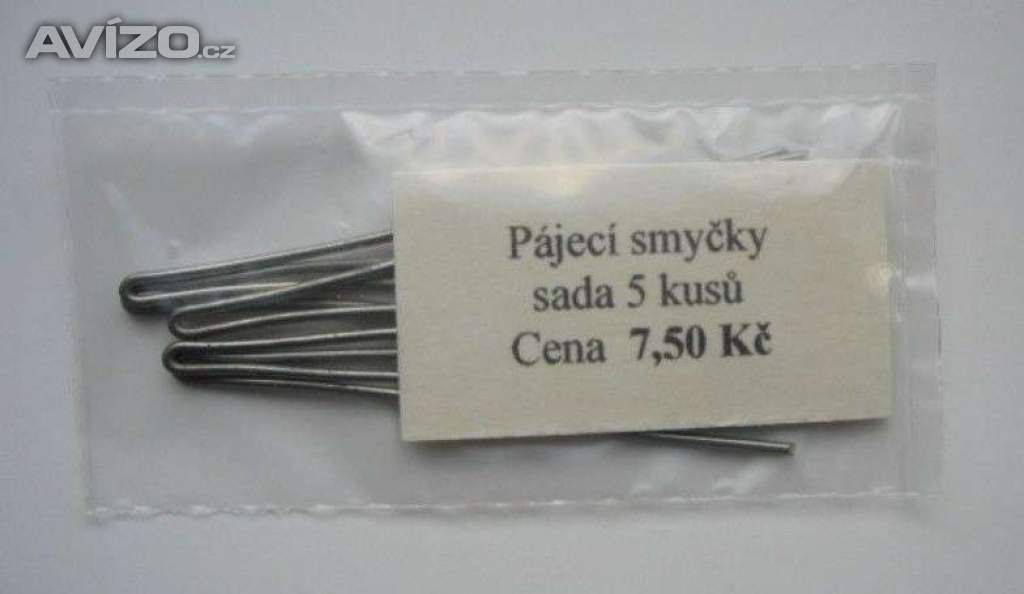 AVÍZO.cz
Pájecí smyčky
sada 5 kusů
Cena 7,50 Kč